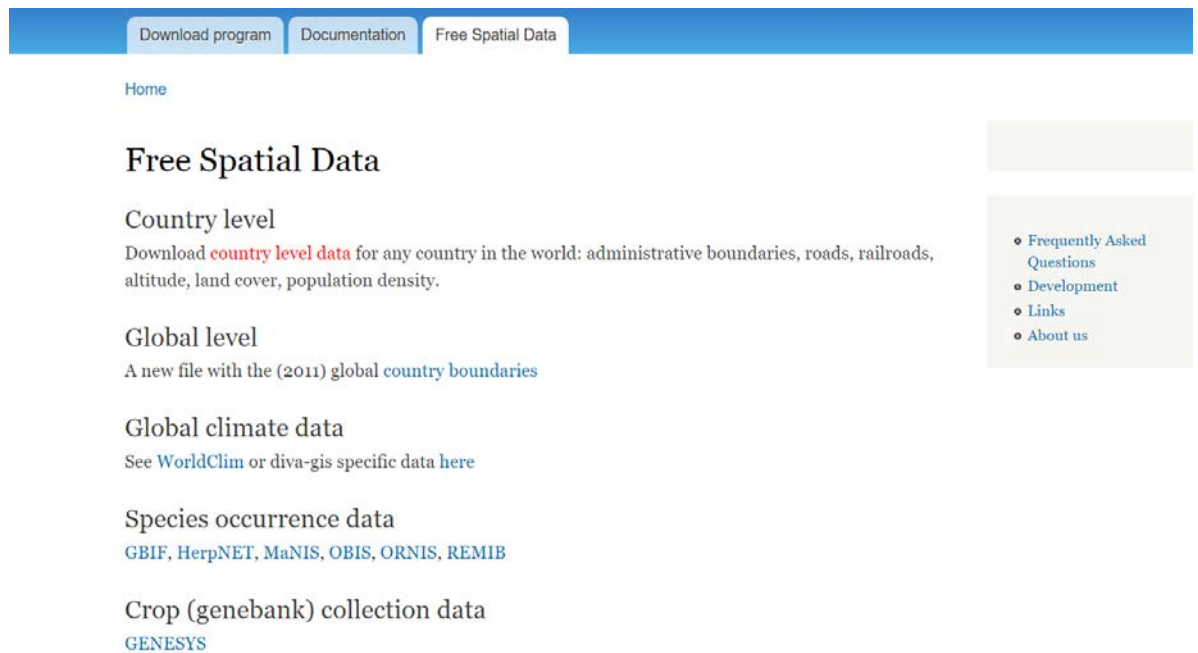 Download program
Documentation
Free Spatial Data
Home
Free Spatial Data
Country level
Download country level data for any country in the world: administrative boundaries, roads, railroads,
altitude, land cover, population density.
Global level
A new file with the (2011) global country boundaries
Global climate data
See WorldClim or diva-gis specific data here
Species occurrence data
GBIF, HerpNET, MaNIS, OBIS, ORNIS, REMIB
Crop (genebank) collection data
GENESYS
Frequently Asked
Questions
Development
Links
About us